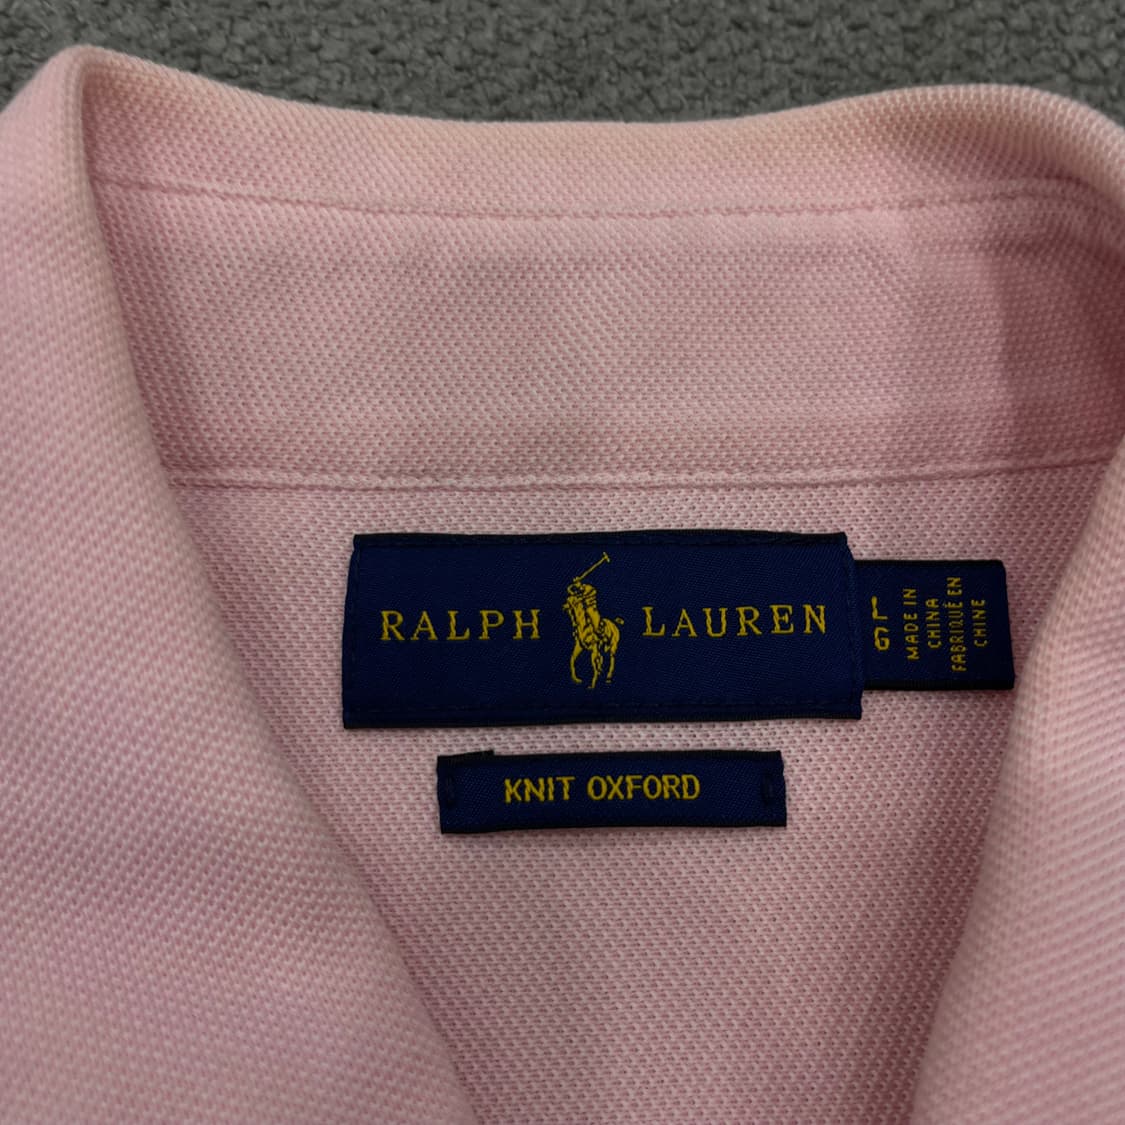 RALPH LAUREN
L
G
MADE IN
CHINA
FABRIQUÉ EN
CHINE
KNIT OXFORD